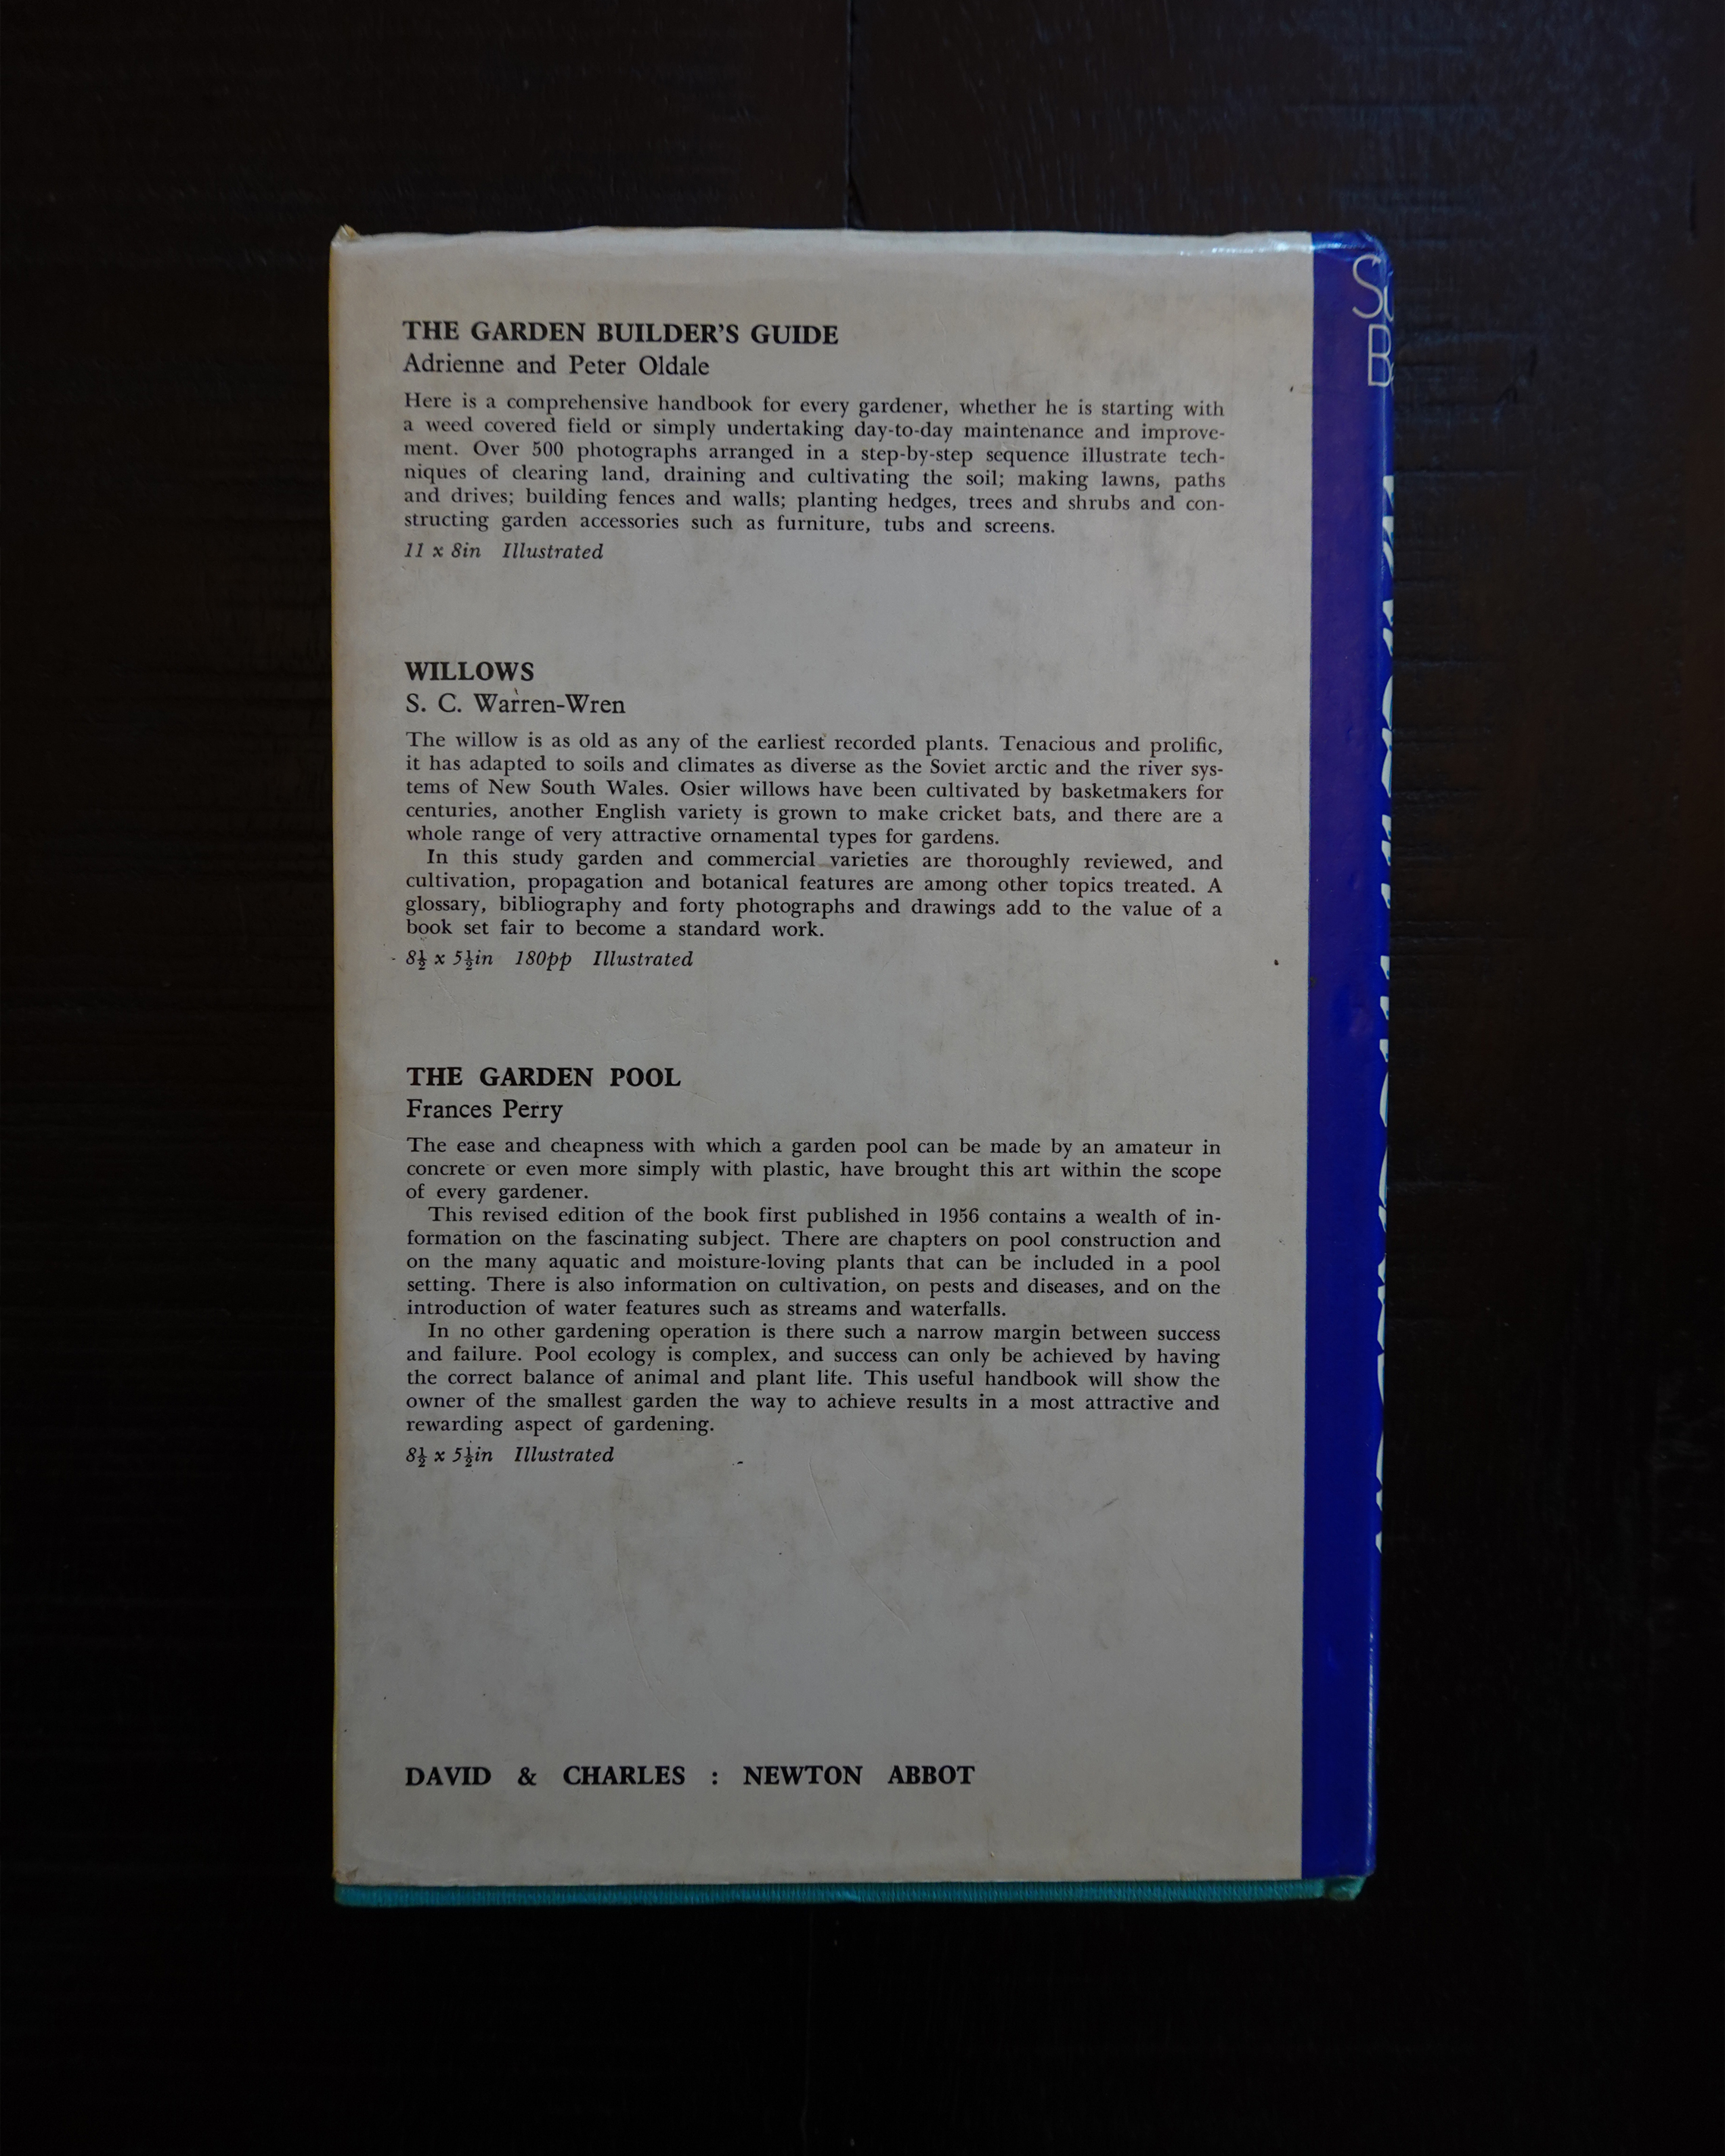 THE GARDEN BUILDER'S GUIDE
Adrienne and Peter Oldale
Here is a comprehensive handbook for every gardener, whether he is starting with
a weed covered field or simply undertaking day-to-day maintenance and improve-
ment. Over 500 photographs arranged in a step-by-step sequence illustrate tech-
niques of clearing land, draining and cultivating the soil; making lawns, paths
and drives; building fences and walls; planting hedges, trees and shrubs and con-
structing garden accessories such as furniture, tubs and screens.
11 x 8in Illustrated
WILLOWS
S. C. Warren-Wren
The willow is as old as any of the earliest recorded plants. Tenacious and prolific,
it has adapted to soils and climates as diverse as the Soviet arctic and the river sys-
tems of New South Wales. Osier willows have been cultivated by basketmakers for
centuries, another English variety is grown to make cricket bats, and there are a
whole range of very attractive ornamental types for gardens.
In this study garden and commercial varieties are thoroughly reviewed, and
cultivation, propagation and botanical features are among other topics treated. A
glossary, bibliography and forty photographs and drawings add to the value of a
book set fair to become a standard work.
8½ x 5½in 180pp Illustrated
THE GARDEN POOL
Frances Perry
The ease and cheapness with which a garden pool can be made by an amateur in
concrete or even more simply with plastic, have brought this art within the scope
of every gardener.
This revised edition of the book first published in 1956 contains a wealth of in-
formation on the fascinating subject. There are chapters on pool construction and
on the many aquatic and moisture-loving plants that can be included in a pool
setting. There is also information on cultivation, on pests and diseases, and on the
introduction of water features such as streams and waterfalls.
In no other gardening operation is there such a narrow margin between success
and failure. Pool ecology is complex, and success can only be achieved by having
the correct balance of animal and plant life. This useful handbook will show the
owner of the smallest garden the way to achieve results in a most attractive and
rewarding aspect of gardening.
8½ x 5½in Illustrated
DAVID & CHARLES : NEWTON ABBOT